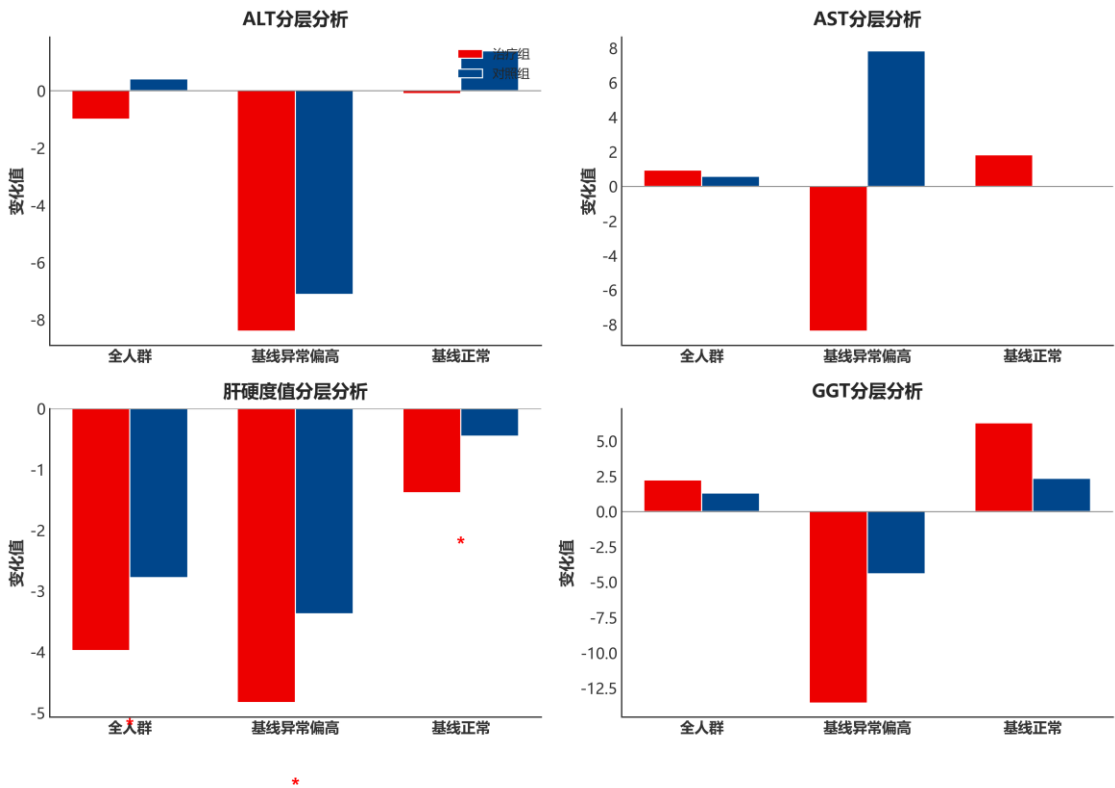 ALT分层分析
治疗组
对照组
变化值
0
-2
-4
-6
-8
全人群
基线异常偏高
基线正常
AST分层分析
变化值
8
6
4
2
0
-2
-4
-6
-8
全人群
基线异常偏高
基线正常
肝硬度值分层分析
变化值
0
-1
-2
-3
-4
-5
*
*
*
全人群
基线异常偏高
基线正常
GGT分层分析
变化值
5.0
2.5
0.0
-2.5
-5.0
-7.5
-10.0
-12.5
全人群
基线异常偏高
基线正常